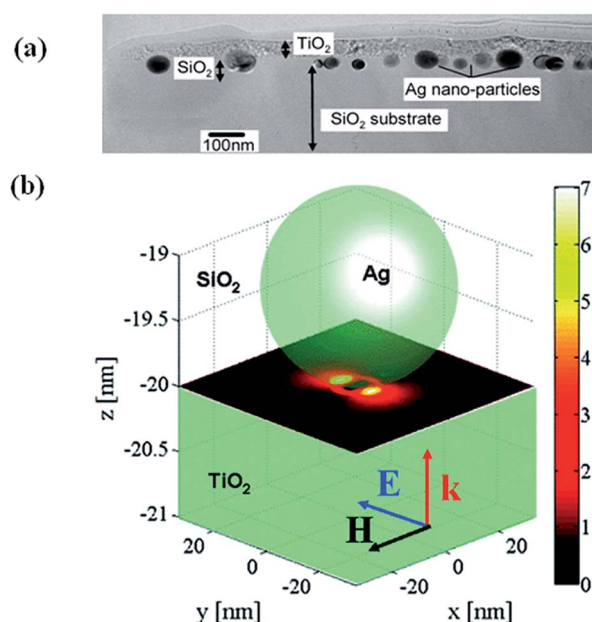 (a)
TiO₂
SiO₂
Ag nano-particles
SiO₂ substrate
100nm
(b)
7
6
5
4
3
2
1
0
-19
-19.5
-20
-20.5
-21
z [nm]
SIO₂
Ag
TiO₂
E
k
H
20
0
-20
y [nm]
-20
0
20
x [nm]